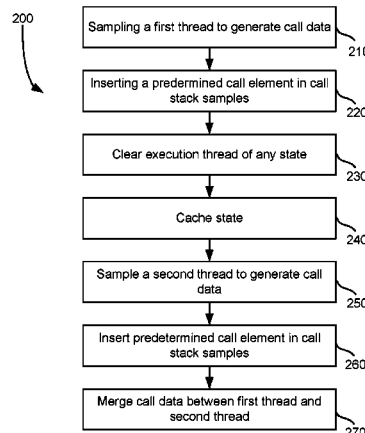 200
Sampling a first thread to generate call data
210
Inserting a predermined call element in call
stack samples
220
Clear execution thread of any state
230
Cache state
240
Sample a second thread to generate call
data
250
Insert predetermined call element in call
stack samples
260
Merge call data between first thread and
second thread
270